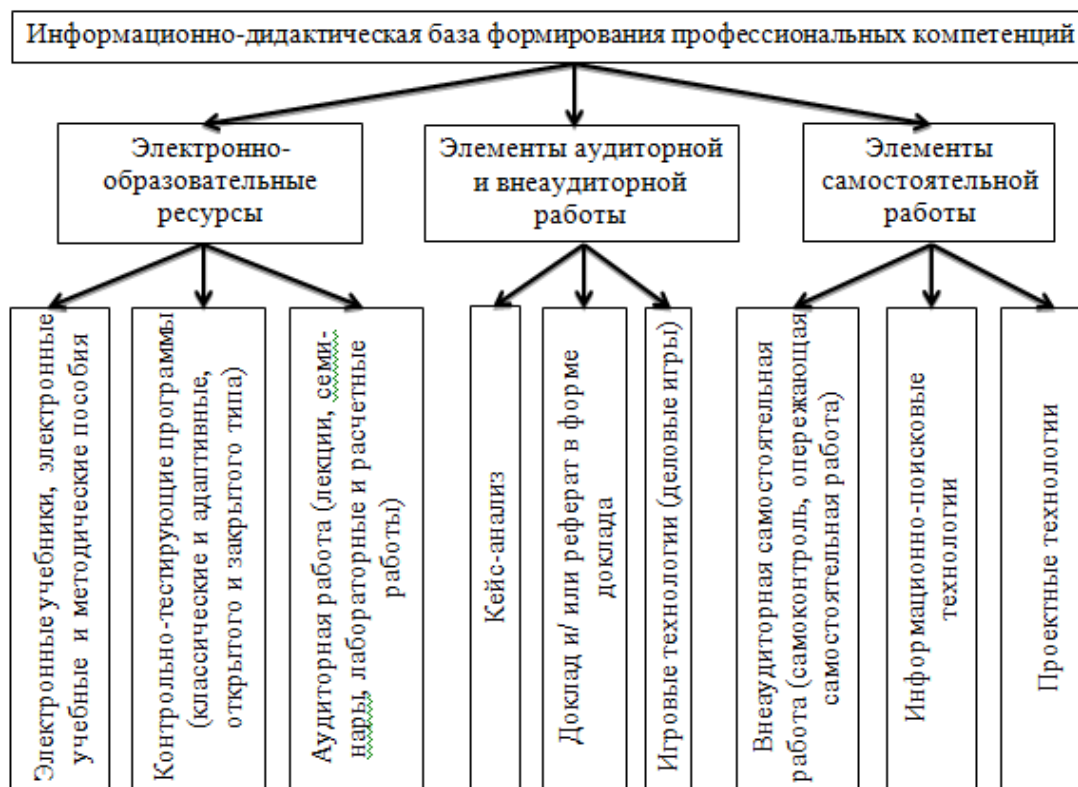 Информационно-дидактическая база формирования профессиональных компетенций
Электронно-
образовательные
ресурсы
Элементы аудиторной
и внеаудиторной
работы
Элементы
самостоятельной
работы
Электронные учебники, электронные
учебные и методические пособия
Контрольно-тестирующие программы
(классические и адаптивные,
открытого и закрытого типа)
Аудиторная работа (лекции, семи-
нары, лабораторные и расчетные
работы)
Кейс-анализ
Доклад и/ или реферат в форме
доклада
Игровые технологии (деловые игры)
Внеаудиторная самостоятельная
работа (самоконтроль, опережающая
самостоятельная работа)
Информационно-поисковые
технологии
Проектные технологии